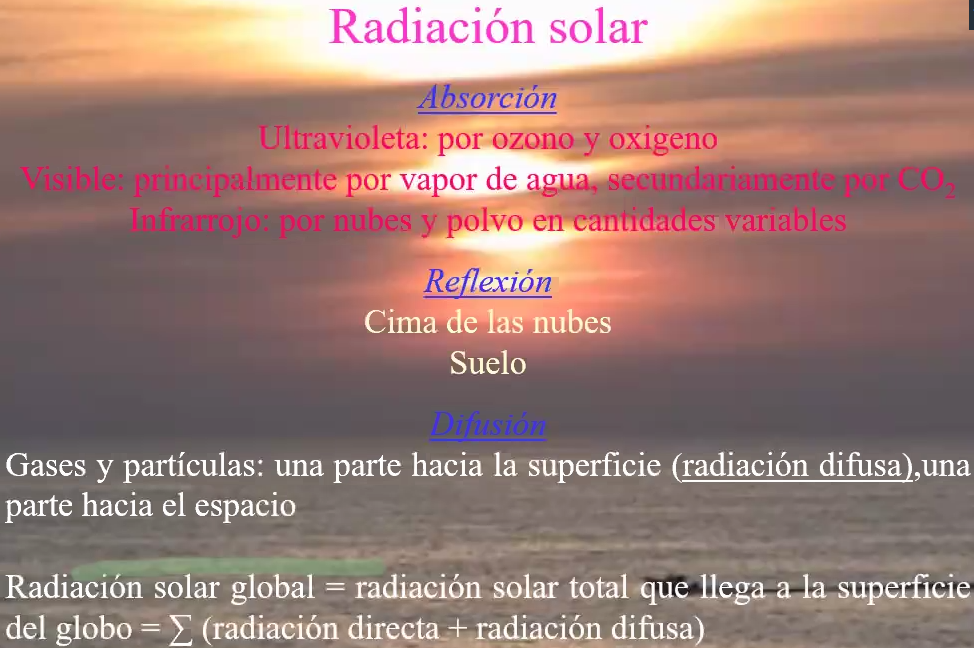 Radiación solar
Absorción
Ultravioleta: por ozono y oxigeno
Visible: principalmente por vapor de agua, secundariamente por CO₂
Infrarrojo: por nubes y polvo en cantidades variables
Reflexión
Cima de las nubes
Suelo
Difusión
Gases y partículas: una parte hacia la superficie (radiación difusa),una
parte hacia el espacio
Radiación solar global = radiación solar total que llega a la superficie
del globo = ∑ (radiación directa + radiación difusa)